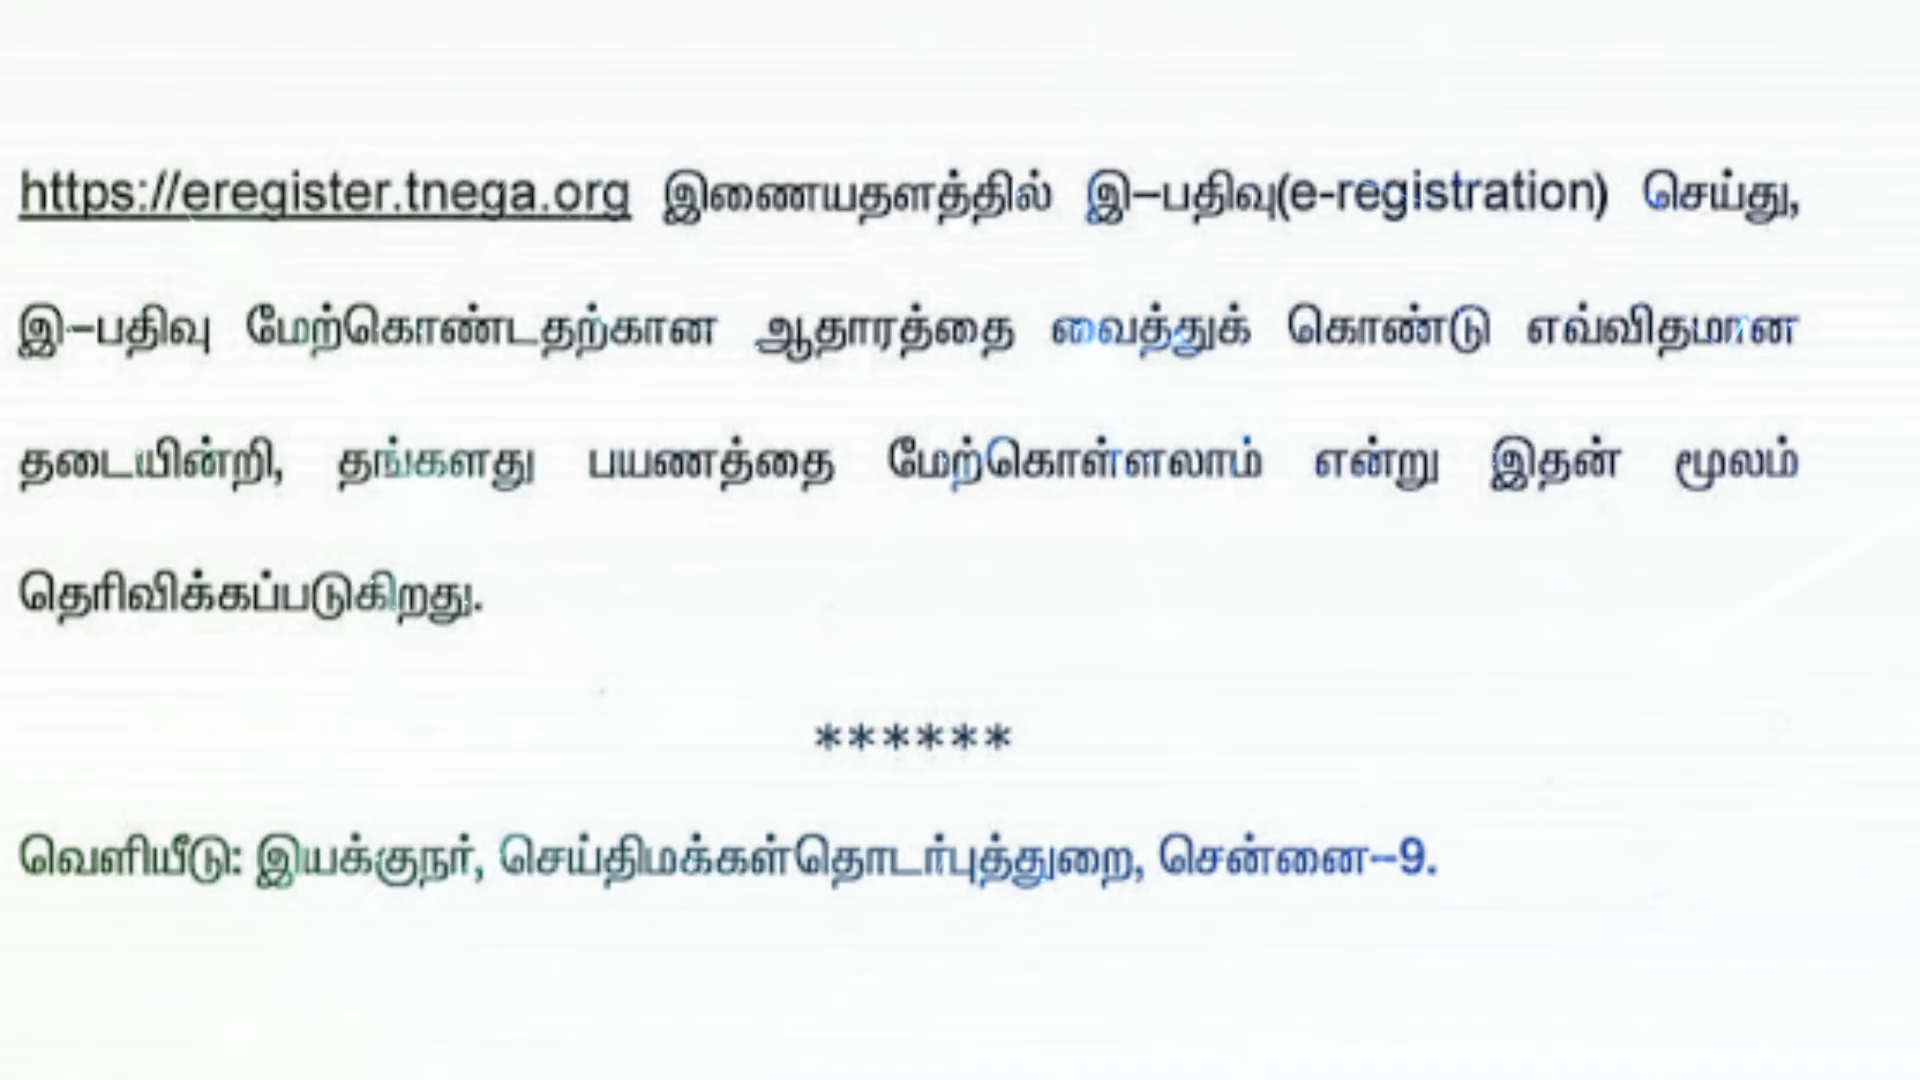 https://eregister.tnega.org இணையதளத்தில் இ–பதிவு(e-registration) செய்து,
இ–பதிவு மேற்கொண்டதற்கான ஆதாரத்தை வைத்துக் கொண்டு எவ்விதமான
தடையின்றி, தங்களது பயணத்தை மேற்கொள்ளலாம் என்று இதன் மூலம்
தெரிவிக்கப்படுகிறது.
******
வெளியீடு: இயக்குநர், செய்திமக்கள்தொடர்புத்துறை, சென்னை–9.